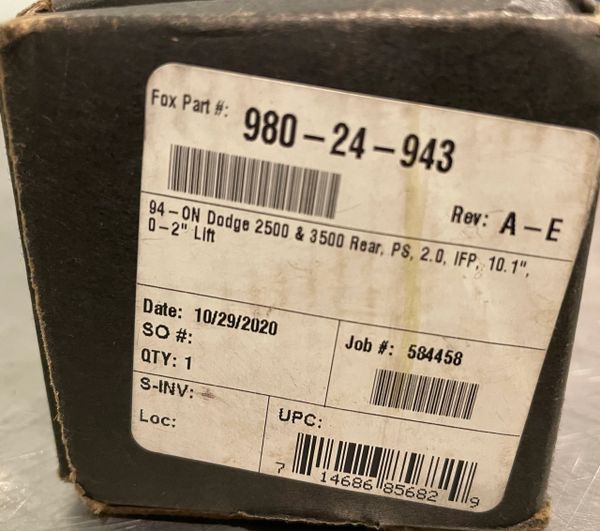 Fox Part #: 980-24-943
Rev: A-E
94-ON Dodge 2500 & 3500 Rear, PS, 2.0, IFP, 10.1",
0-2" Lift
Date: 10/29/2020
SO #:
QTY: 1
Job #: 584458
S-INV:
Loc:
UPC:
7 14686 85682 9